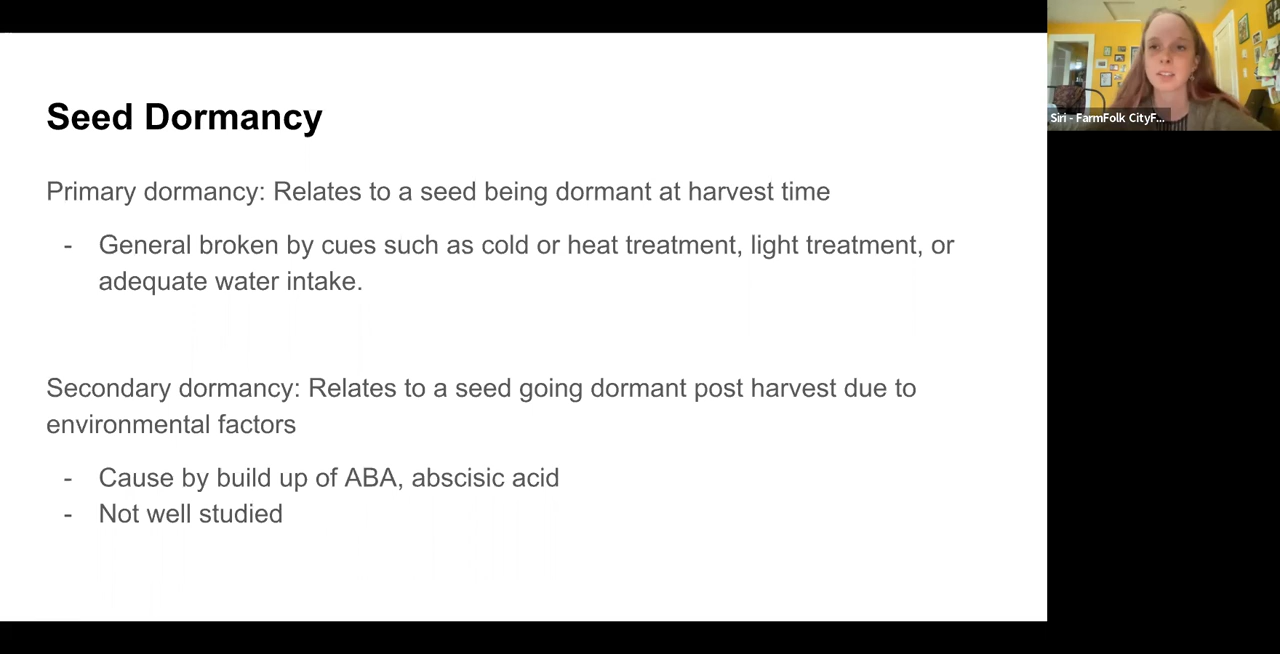 Seed Dormancy
Primary dormancy: Relates to a seed being dormant at harvest time
- General broken by cues such as cold or heat treatment, light treatment, or
adequate water intake.
Secondary dormancy: Relates to a seed going dormant post harvest due to
environmental factors
- Cause by build up of ABA, abscisic acid
- Not well studied
Siri - FarmFolk CityF...